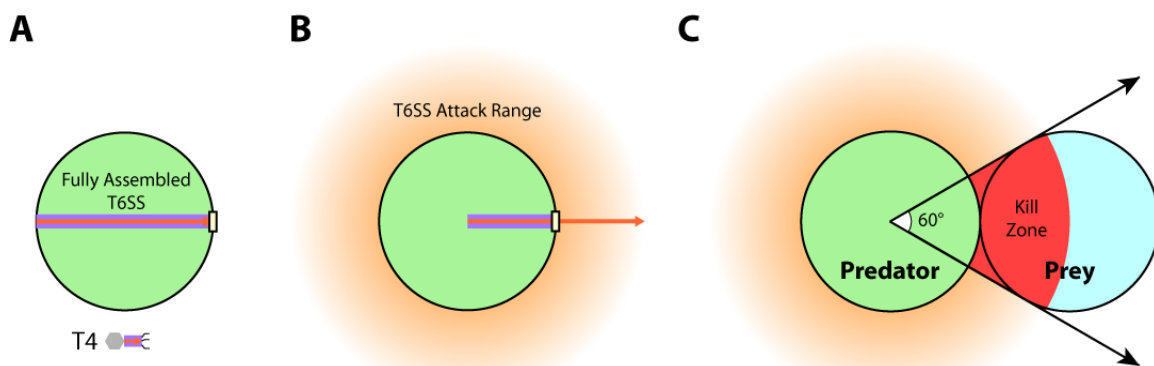 A
Fully Assembled
T6SS
T4
B
T6SS Attack Range
C
60°
Kill
Zone
Predator
Prey